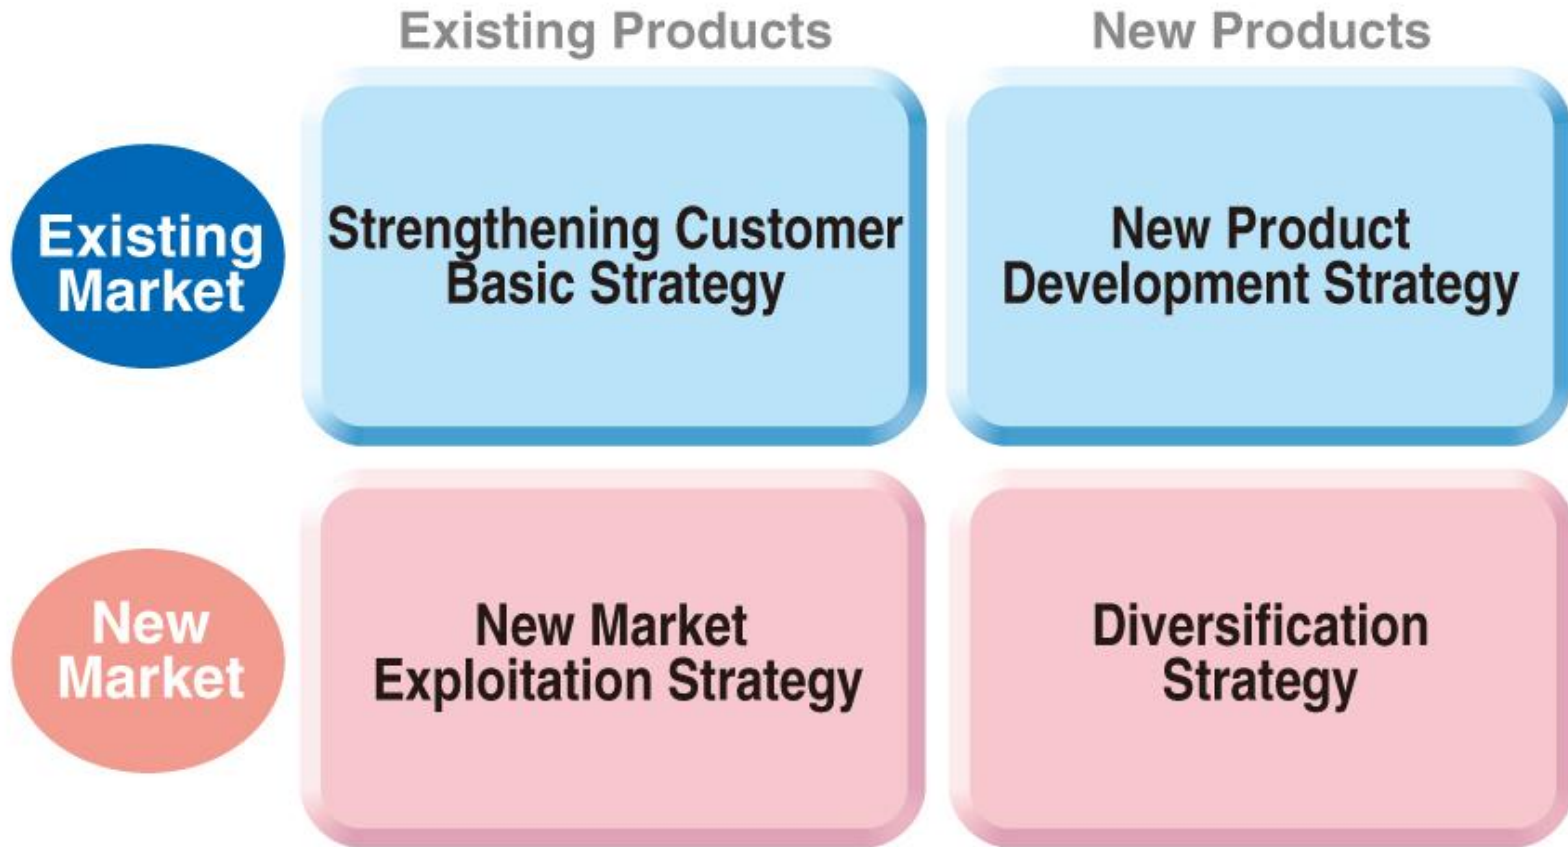 Existing Products
New Products
Existing
Market
Strengthening Customer
Basic Strategy
New Product
Development Strategy
New
Market
New Market
Exploitation Strategy
Diversification
Strategy